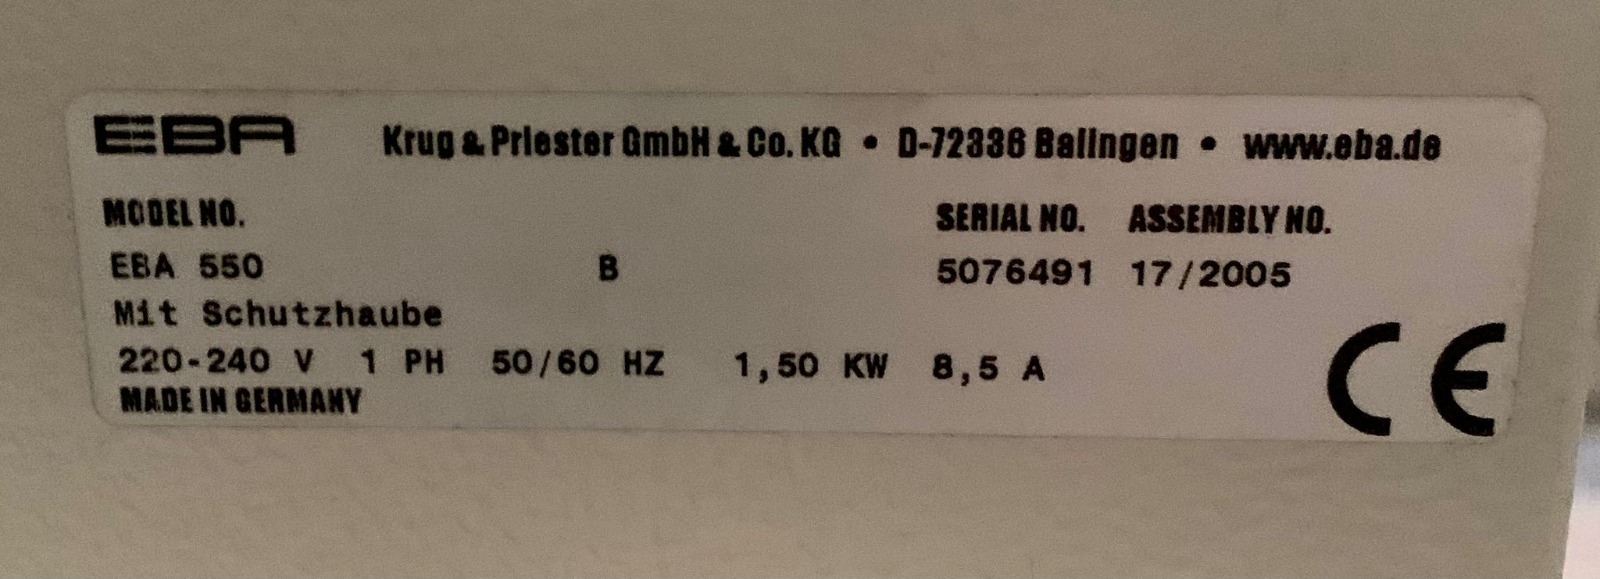 EBA Krug & Priester GmbH & Co. KG • D-72336 Balingen • www.eba.de
MODEL NO. SERIAL NO. ASSEMBLY NO.
EBA 550 B 5076491 17/2005
Mit Schutzhaube
220-240 V 1 PH 50/60 HZ 1,50 KW 8,5 A
MADE IN GERMANY
CE